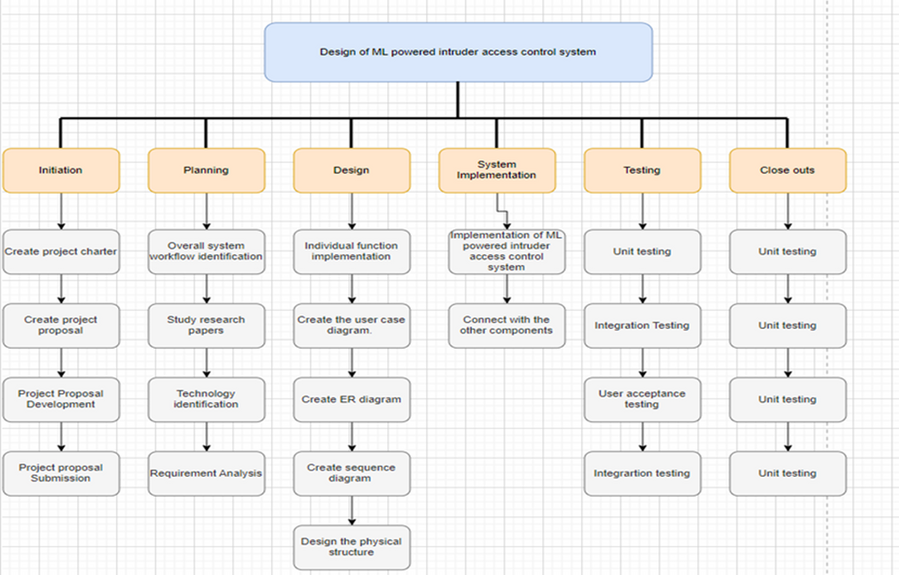 Design of ML powered intruder access control system
Initiation
Planning
Design
System
Implementation
Testing
Close outs
Create project charter
Create project
proposal
Project Proposal
Development
Project proposal
Submission
Overall system
workflow identification
Study research
papers
Technology
identification
Requirement Analysis
Individual function
implementation
Create the user case
diagram.
Create ER diagram
Create sequence
diagram
Design the physical
structure
Implementation of ML
powered intruder
access control
system
Connect with the
other components
Unit testing
Integration Testing
User acceptance
testing
Integrartion testing
Unit testing
Unit testing
Unit testing
Unit testing